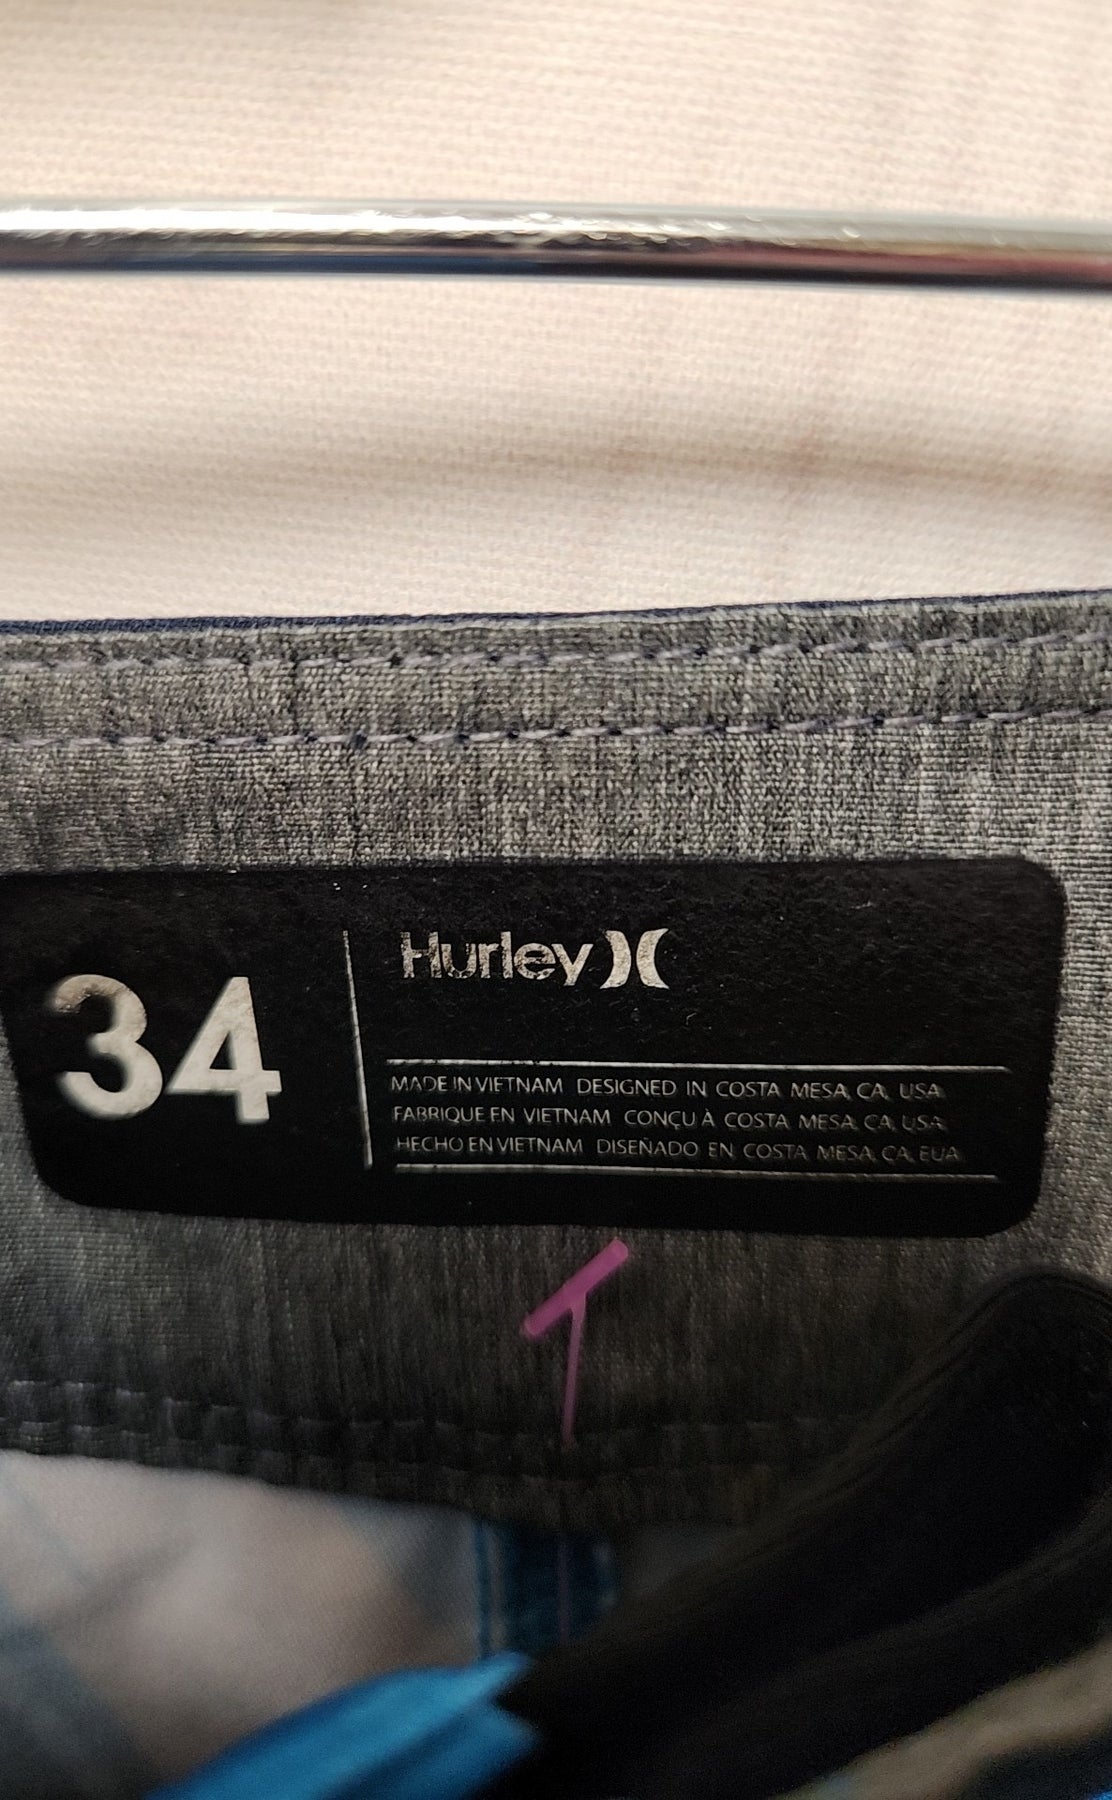 34
Hurley
MADE IN VIETNAM DESIGNED IN COSTA MESA, CA. USA
FABRIQUE EN VIETNAM CONÇU À COSTA MESA, CA, USA
HECHO EN VIETNAM DISEÑADO EN COSTA MESA, CA, EUA